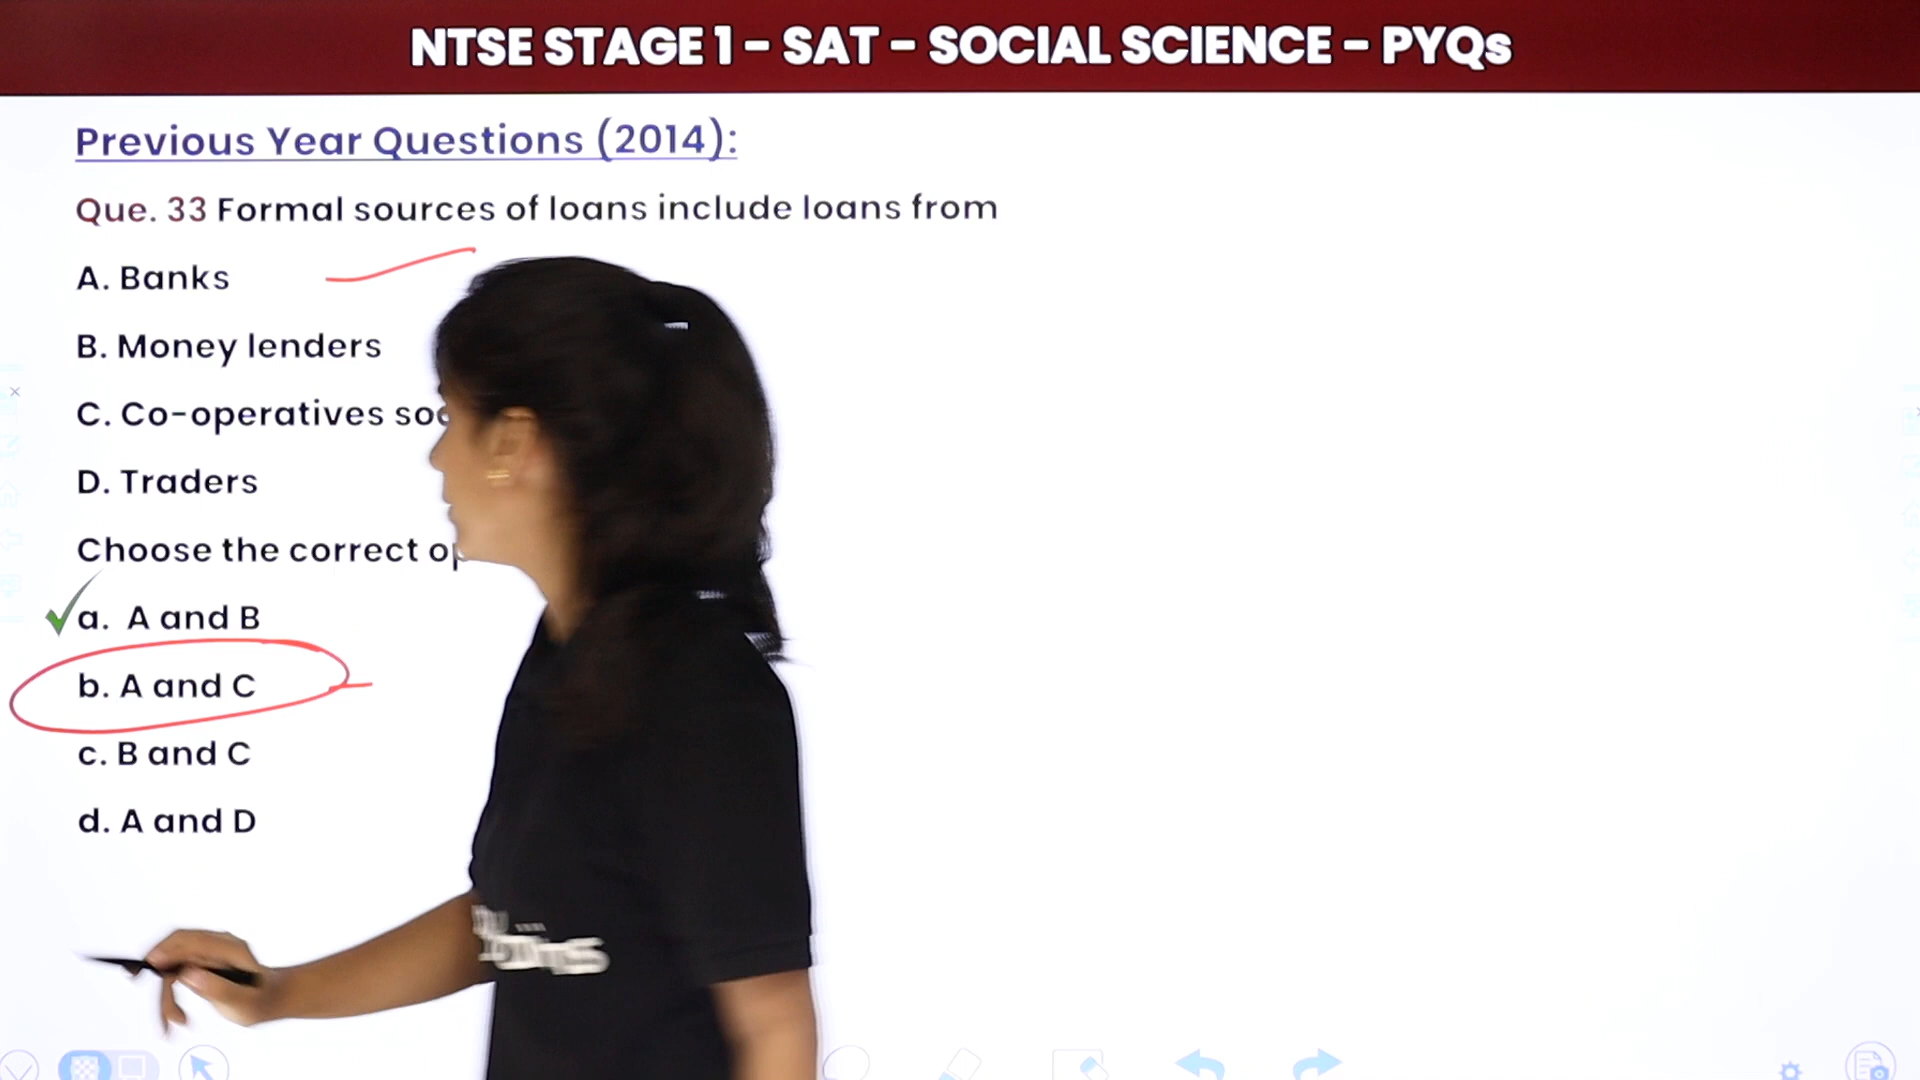 NTSE STAGE 1 - SAT - SOCIAL SCIENCE - PYQs
Previous Year Questions (2014):
Que. 33 Formal sources of loans include loans from
A. Banks
B. Money lenders
C. Co-operatives
D. Traders
Choose the correct
a. A and B
b. A and C
c. B and C
d. A and D